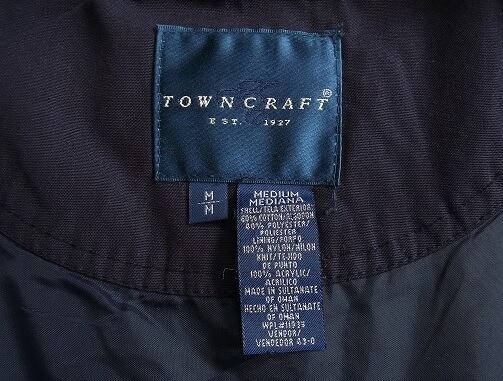 TOWNCRAFT®
EST. 1927
M
M
MEDIUM
MEDIANA
SHELL/TELA EXTERIOR:
60% COTTON/ALGODON
40% POLYESTER/
POLIESTER
LINING/FORRO
100% NYLON/NILON
KNIT/TEJIDO
DE PUNTO
100% ACRYLIC/
ACRILICO
MADE IN SULTANATE
OF OMAN
HECHO EN SULTANATE
OF OMAN
WPL#11935
VENDOR/
VENDEDOR 43-0